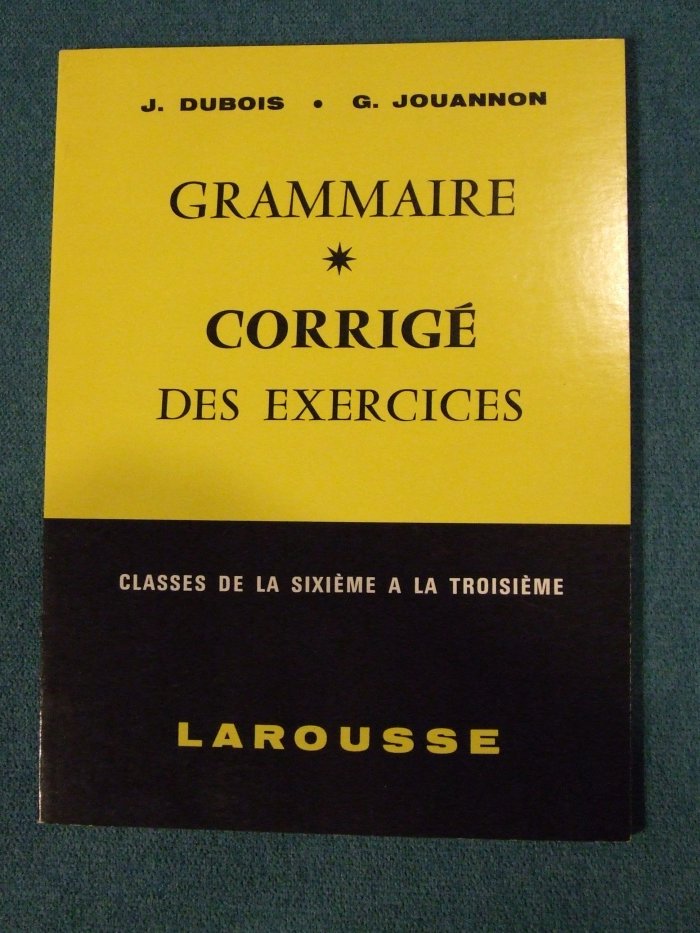 J. DUBOIS • G. JOUANNON
GRAMMAIRE
CORRIGÉ
DES EXERCICES
CLASSES DE LA SIXIÈME A LA TROISIÈME
LAROUSSE